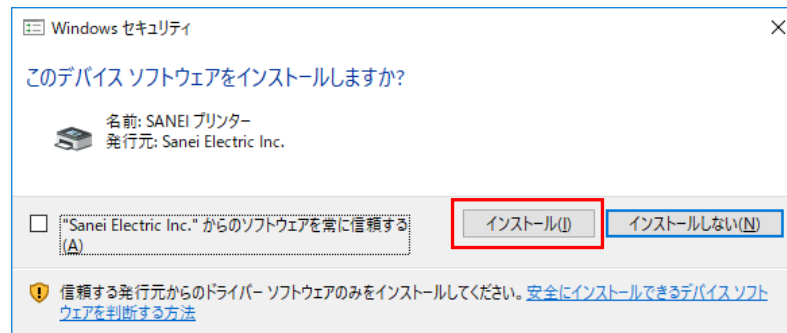 Windows セキュリティ
このデバイス ソフトウェアをインストールしますか?
名前: SANEI プリンター
発行元: Sanei Electric Inc.
"Sanei Electric Inc." からのソフトウェアを常に信頼する
(A)
インストール(I)
インストールしない(N)
信頼する発行元からのドライバー ソフトウェアのみをインストールしてください。安全にインストールできるデバイス ソフト
ウェアを判断する方法